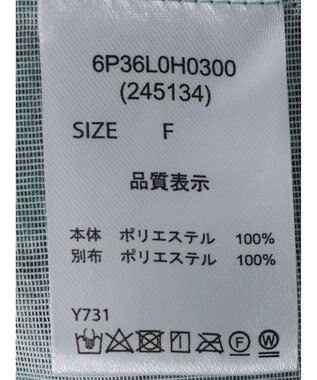 6P36L0H0300
(245134)
SIZE F
品質表示
本体 ポリエステル 100%
別布 ポリエステル 100%
Y731
F W